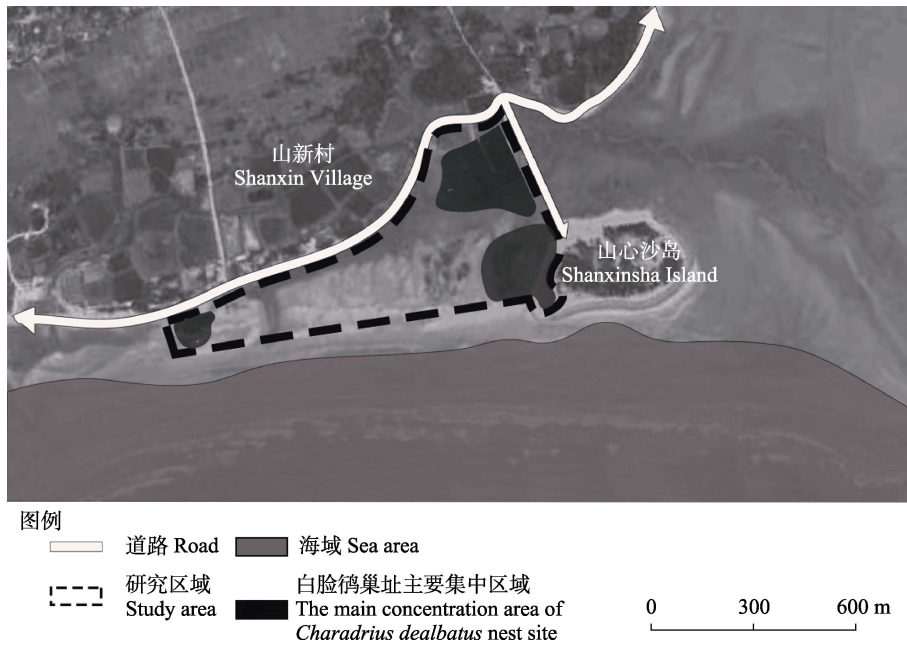 山新村
Shanxin Village
山心沙岛
Shanxinsha Island
图例
道路 Road
海域 Sea area
研究区域
Study area
白脸鸻巢址主要集中区域
The main concentration area of
Charadrius dealbatus nest site
0 300 600 m